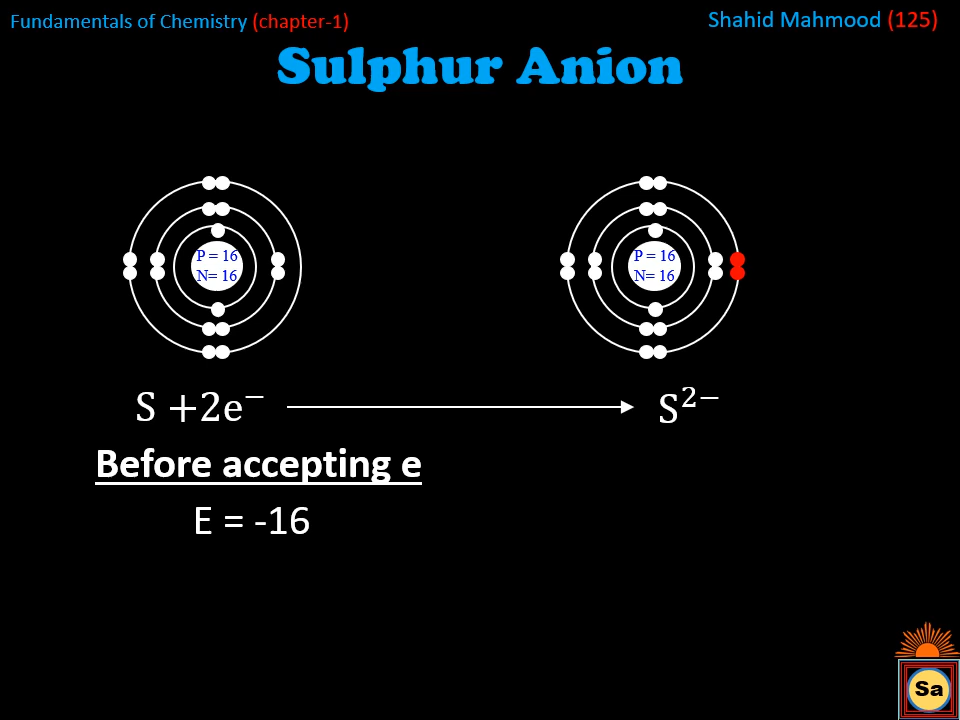 Fundamentals of Chemistry (chapter-1)
Shahid Mahmood (125)
Sulphur Anion
P = 16
N= 16
P = 16
N= 16
S +2e⁻
S²⁻
Before accepting e
E = -16
Sa